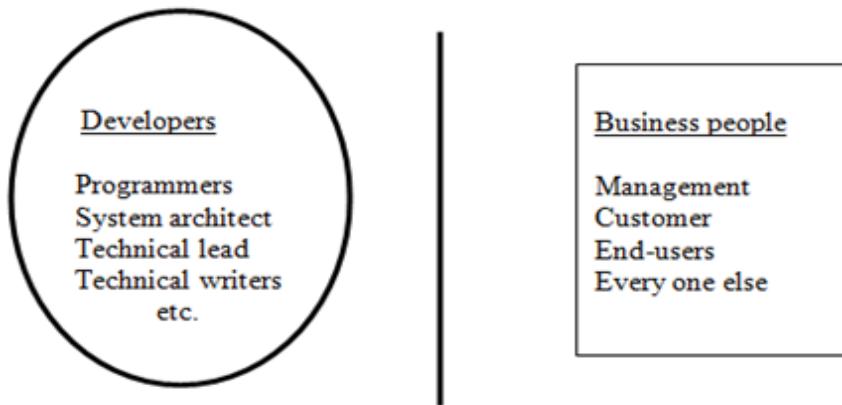 Developers
Programmers
System architect
Technical lead
Technical writers
etc.
Business people
Management
Customer
End-users
Every one else